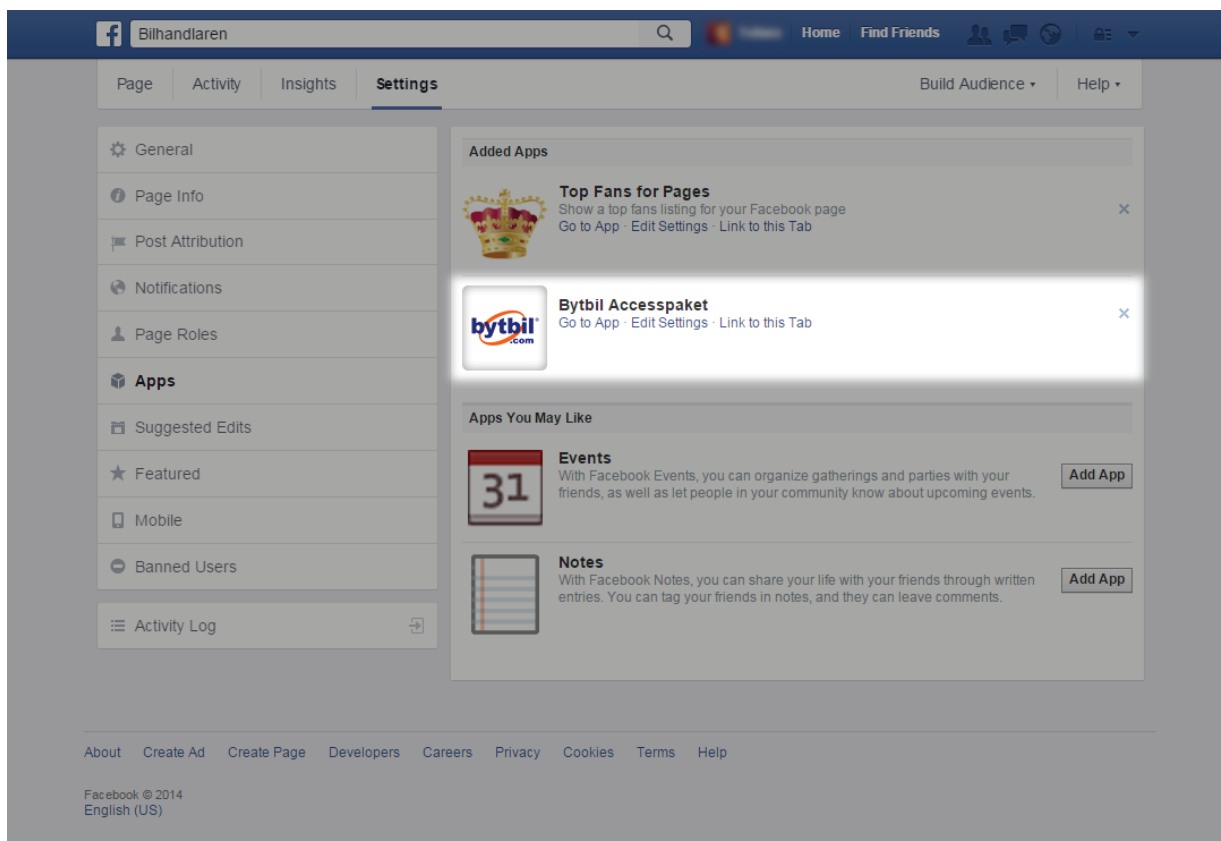 Bilhandlaren
Home Find Friends
Page Activity Insights Settings Build Audience Help
General
Page Info
Post Attribution
Notifications
Page Roles
Apps
Suggested Edits
Featured
Mobile
Banned Users
Activity Log
Added Apps
Top Fans for Pages
Show a top fans listing for your Facebook page
Go to App · Edit Settings · Link to this Tab
bytbil
.com
Bytbil Accesspaket
Go to App · Edit Settings · Link to this Tab
Apps You May Like
31
Events
With Facebook Events, you can organize gatherings and parties with your
friends, as well as let people in your community know about upcoming events.
Add App
Notes
With Facebook Notes, you can share your life with your friends through written
entries. You can tag your friends in notes, and they can leave comments.
Add App
About Create Ad Create Page Developers Careers Privacy Cookies Terms Help
Facebook © 2014
English (US)